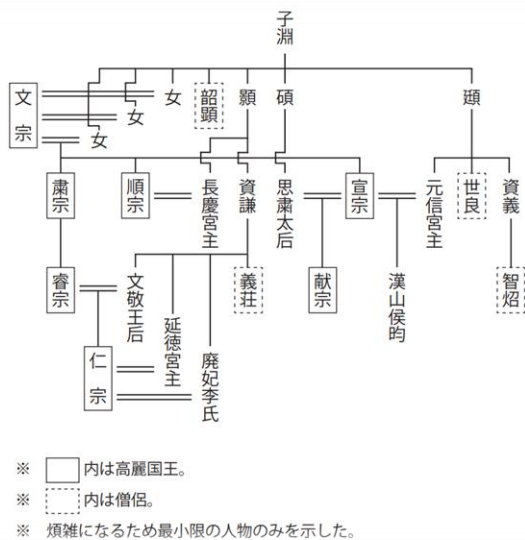 子淵
文宗
女
女
女
韶顕
顥
碩
頲
粛宗
順宗
長慶宮主
資謙
思粛太后
宣宗
元信宮主
世良
資義
睿宗
文敬王后
延徳宮主
廃妃李氏
義荘
献宗
漢山侯昀
智炤
仁宗
※ 内は高麗国王。
※ 内は僧侶。
※ 煩雑になるため最小限の人物のみを示した。